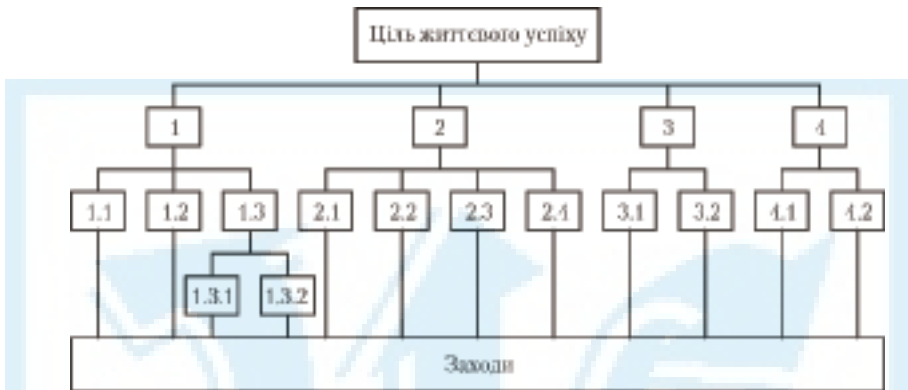 Ціль життєвого успіху
1 2 3 4
1.1 1.2 1.3 2.1 2.2 2.3 2.4 3.1 3.2 4.1 4.2
1.3.1 1.3.2
Заходи